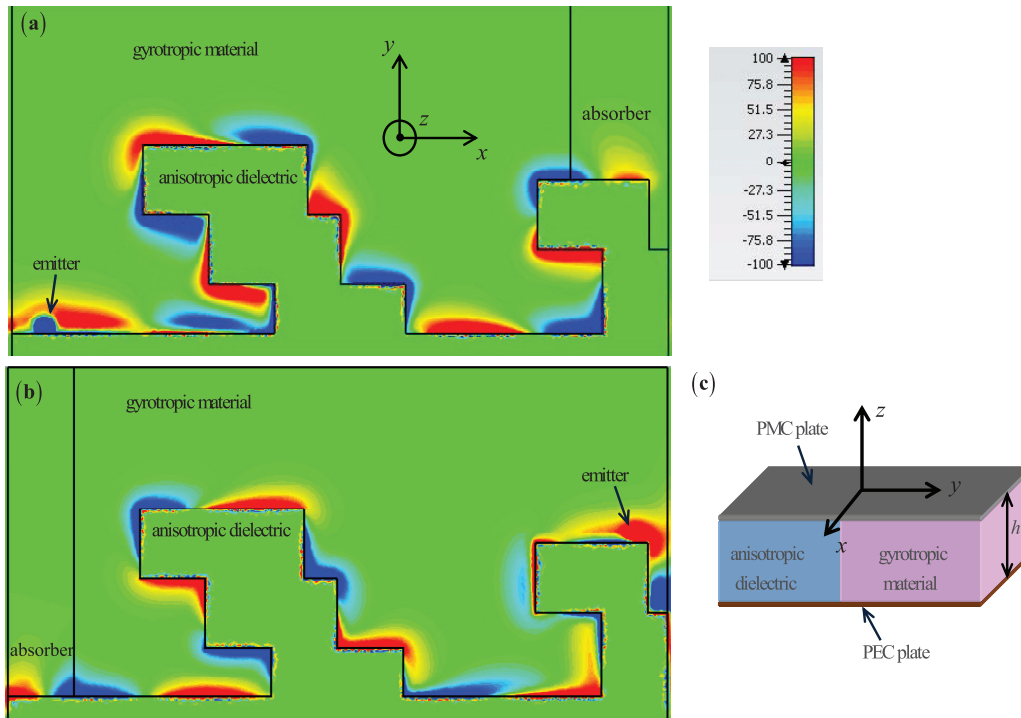 (a)
gyrotropic material
y
z
x
absorber
anisotropic dielectric
emitter
100
75.8
51.5
27.3
0
-27.3
-51.5
-75.8
-100
(b)
gyrotropic material
emitter
anisotropic dielectric
absorber
(c)
z
PMC plate
y
x
h
anisotropic
dielectric
gyrotropic
material
PEC plate